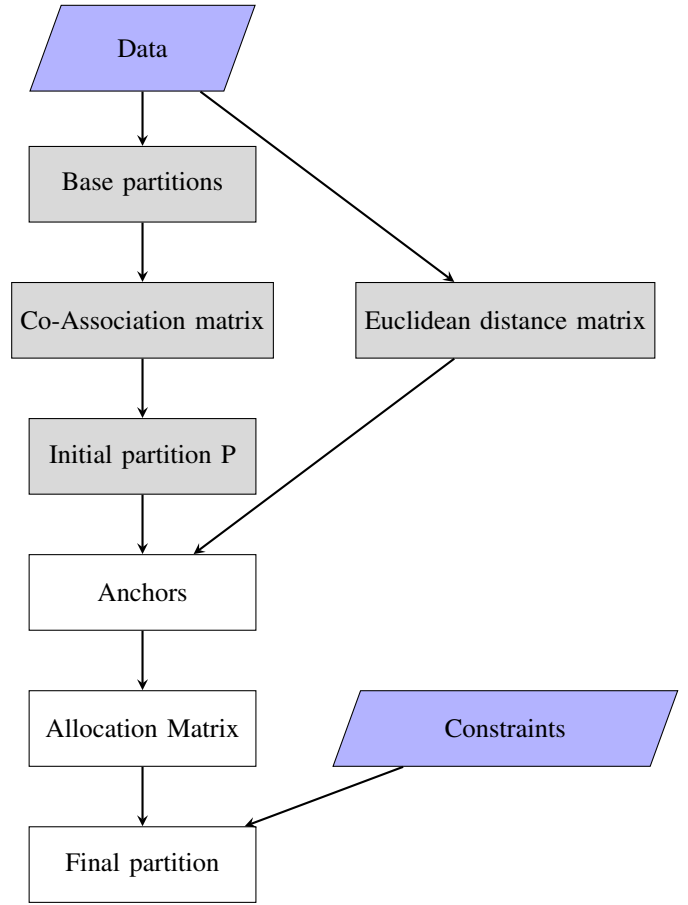 Data
Base partitions
Co-Association matrix
Euclidean distance matrix
Initial partition P
Anchors
Allocation Matrix
Constraints
Final partition